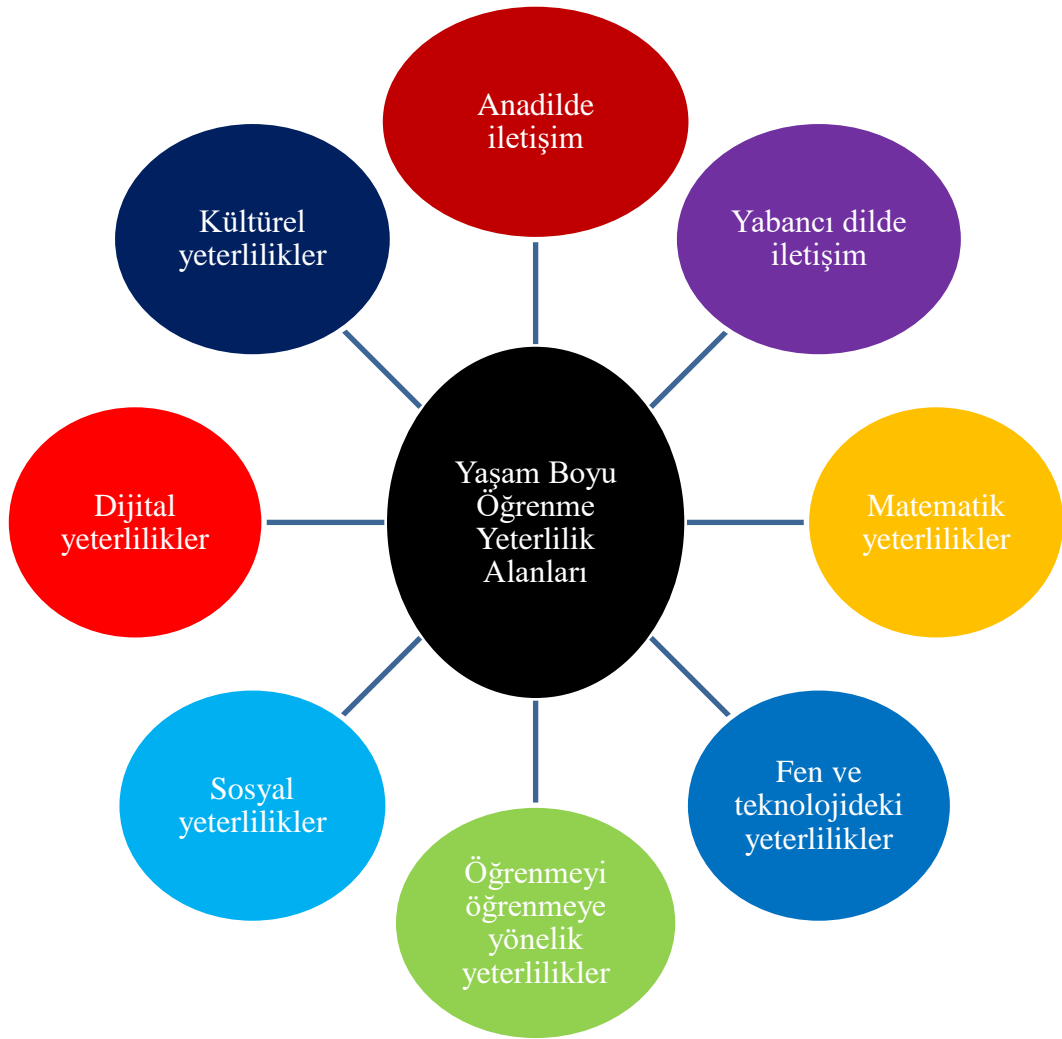 Anadilde
iletişim
Yabancı dilde
iletişim
Matematik
yeterlilikler
Fen ve
teknolojideki
yeterlilikler
Öğrenmeyi
öğrenmeye
yönelik
yeterlilikler
Sosyal
yeterlilikler
Dijital
yeterlilikler
Kültürel
yeterlilikler
Yaşam Boyu
Öğrenme
Yeterlilik
Alanları